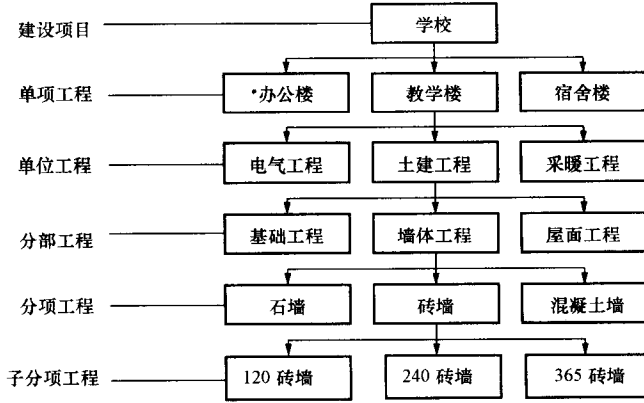 建设项目 学校
单项工程 办公楼 教学楼 宿舍楼
单位工程 电气工程 土建工程 采暖工程
分部工程 基础工程 墙体工程 屋面工程
分项工程 石墙 砖墙 混凝土墙
子分项工程 120 砖墙 240 砖墙 365 砖墙